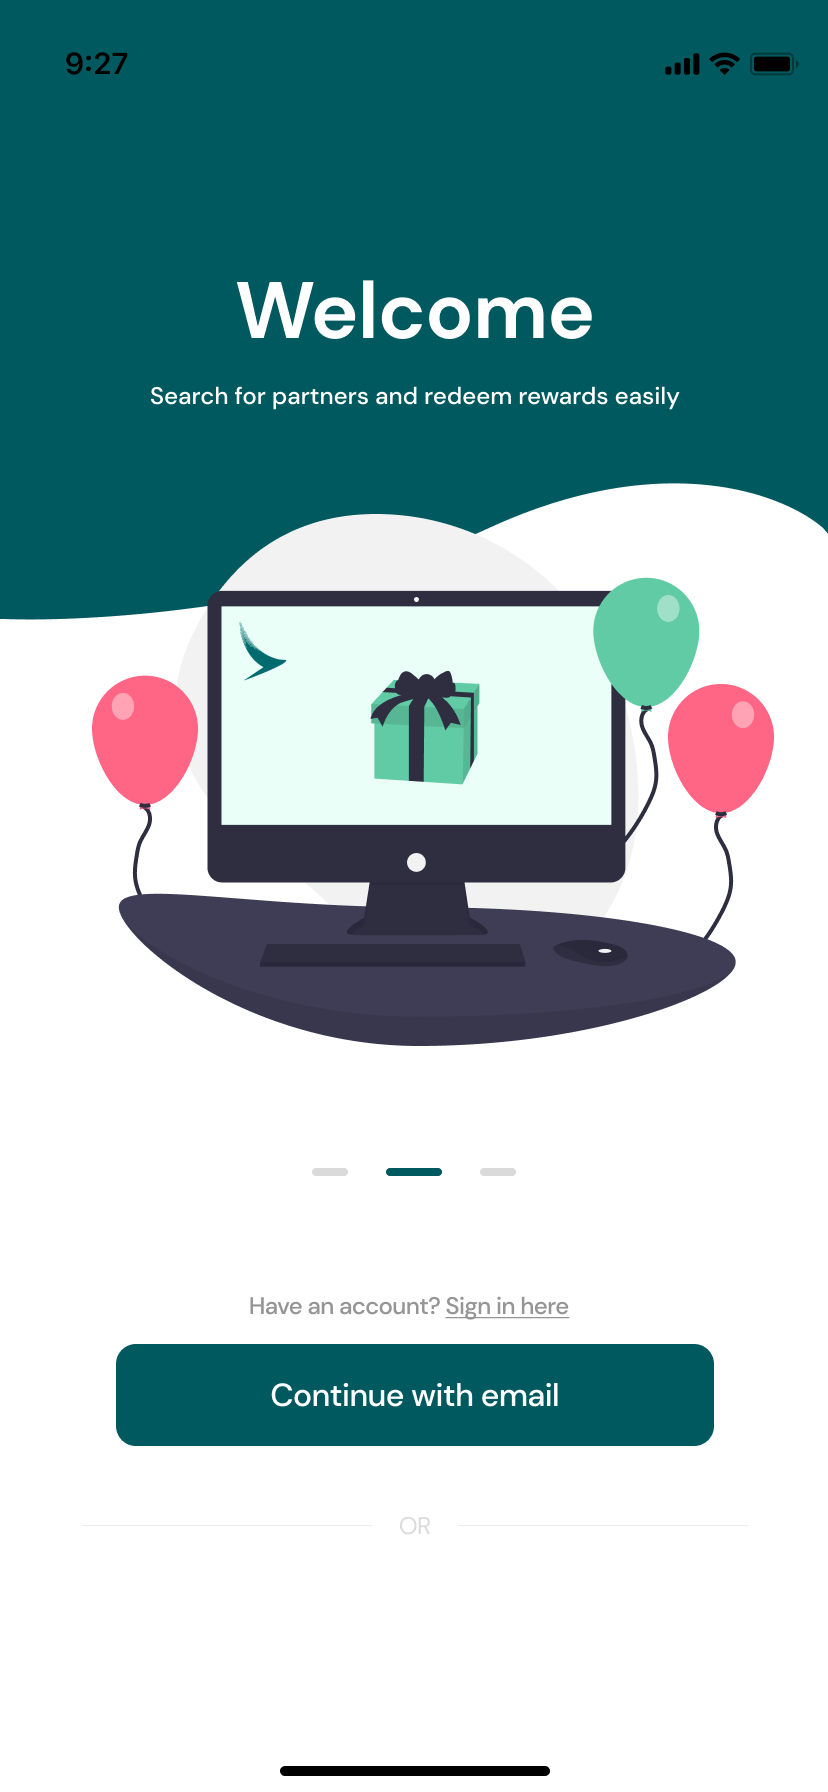 9:27
Welcome
Search for partners and redeem rewards easily
Have an account? Sign in here
Continue with email
OR